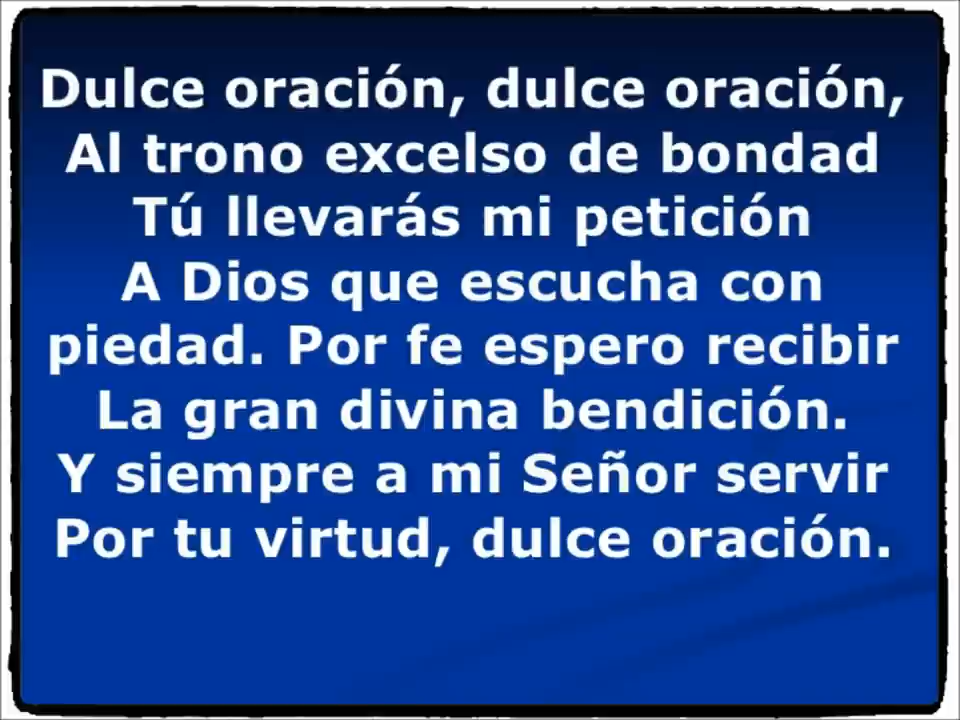 Dulce oración, dulce oración,
Al trono excelso de bondad
Tú llevarás mi petición
A Dios que escucha con
piedad. Por fe espero recibir
La gran divina bendición.
Y siempre a mi Señor servir
Por tu virtud, dulce oración.